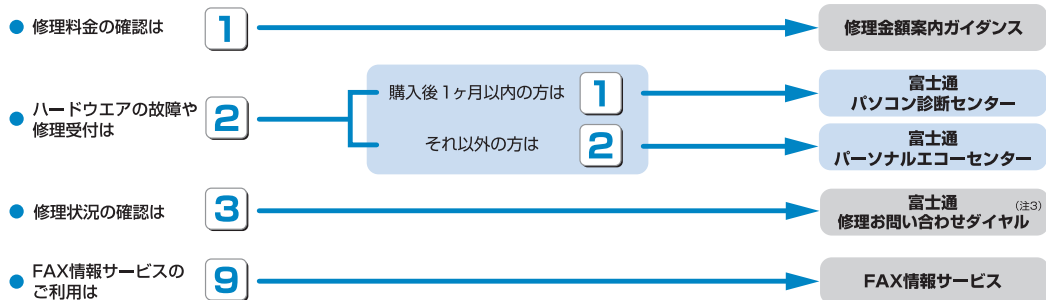 修理料金の確認は 1 修理金額案内ガイダンス
ハードウエアの故障や
修理受付は
2
購入後1ヶ月以内の方は 1
富士通
パソコン診断センター
それ以外の方は 2
富士通
パーソナルエコーセンター
修理状況の確認は 3
富士通 (注3)
修理お問い合わせダイヤル
FAX情報サービスの
ご利用は
9
FAX情報サービス